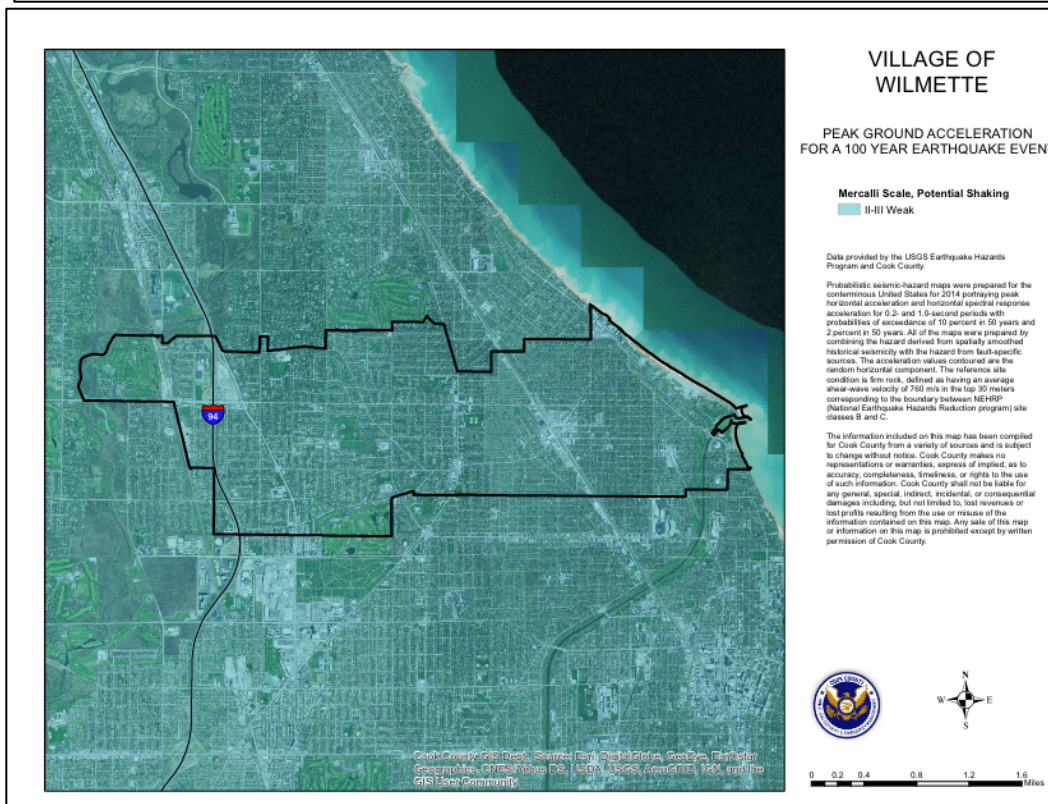 VILLAGE OF
WILMETTE
PEAK GROUND ACCELERATION
FOR A 100 YEAR EARTHQUAKE EVEN
Mercalli Scale, Potential Shaking
II-III Weak
Data provided by the USGS Earthquake Hazards
Program and Cook County.
Probabilistic seismic-hazard maps were prepared for the
conterminous United States for 2014 portraying peak
horizontal acceleration and horizontal spectral response
acceleration for 0.2- and 1.0-second periods with
probabilities of exceedance of 10 percent in 50 years and
2 percent in 50 years. All of the maps were prepared by
combining the hazard derived from spatially smoothed
historical seismicity with the hazard from fault-specific
sources. The acceleration values contoured are the
random horizontal component. The reference site
condition is firm rock, defined as having an average
shear-wave velocity of 760 m/s in the top 30 meters
corresponding to the boundary between NEHRP
(National Earthquake Hazards Reduction program) site
classes B and C.
The information included on this map has been compiled
for Cook County from a variety of sources and is subject
to change without notice. Cook County makes no
representations or warranties, express of implied, as to
accuracy, completeness, timeliness, or rights to the use
of such information. Cook County shall not be liable for
any general, special, indirect, incidental, or consequential
damages including, but not limited to, lost revenues or
lost profits resulting from the use or misuse of the
information contained on this map. Any sale of this map
or information on this map is prohibited except by written
permission of Cook County.
94
COOK COUNTY
N
W E
S
Cook County GIS Dept. Source: Esri, DigitalGlobe, GeoEye, Earthstar
Geographics, CNES/Airbus DS, USDA, USGS, AeroGRID, IGN, and the
GIS User Community
0 0.2 0.4 0.8 1.2 1.6
Miles